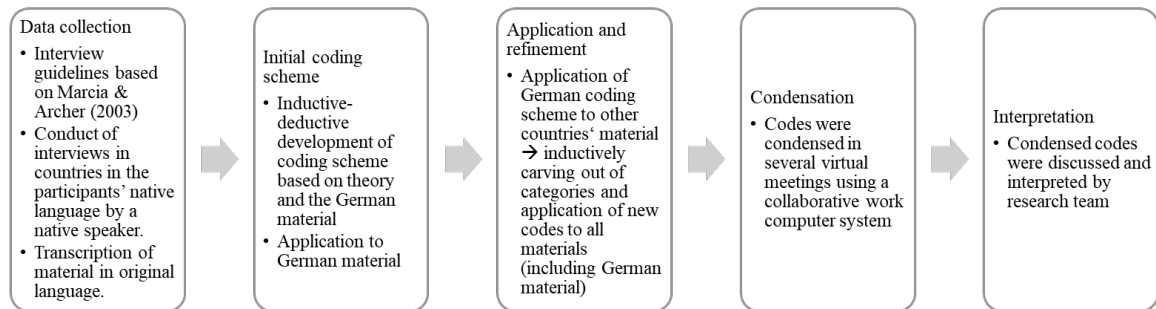 Data collection
• Interview
guidelines based
on Marcia &
Archer (2003)
• Conduct of
interviews in
countries in the
participants’ native
language by a
native speaker.
• Transcription of
material in original
language.
Initial coding
scheme
• Inductive-
deductive
development of
coding scheme
based on theory
and the German
material
• Application to
German material
Application and
refinement
• Application of
German coding
scheme to other
countries‘ material
→ inductively
carving out of
categories and
application of new
codes to all
materials
(including German
material)
Condensation
• Codes were
condensed in
several virtual
meetings using a
collaborative work
computer system
Interpretation
• Condensed codes
were discussed and
interpreted by
research team